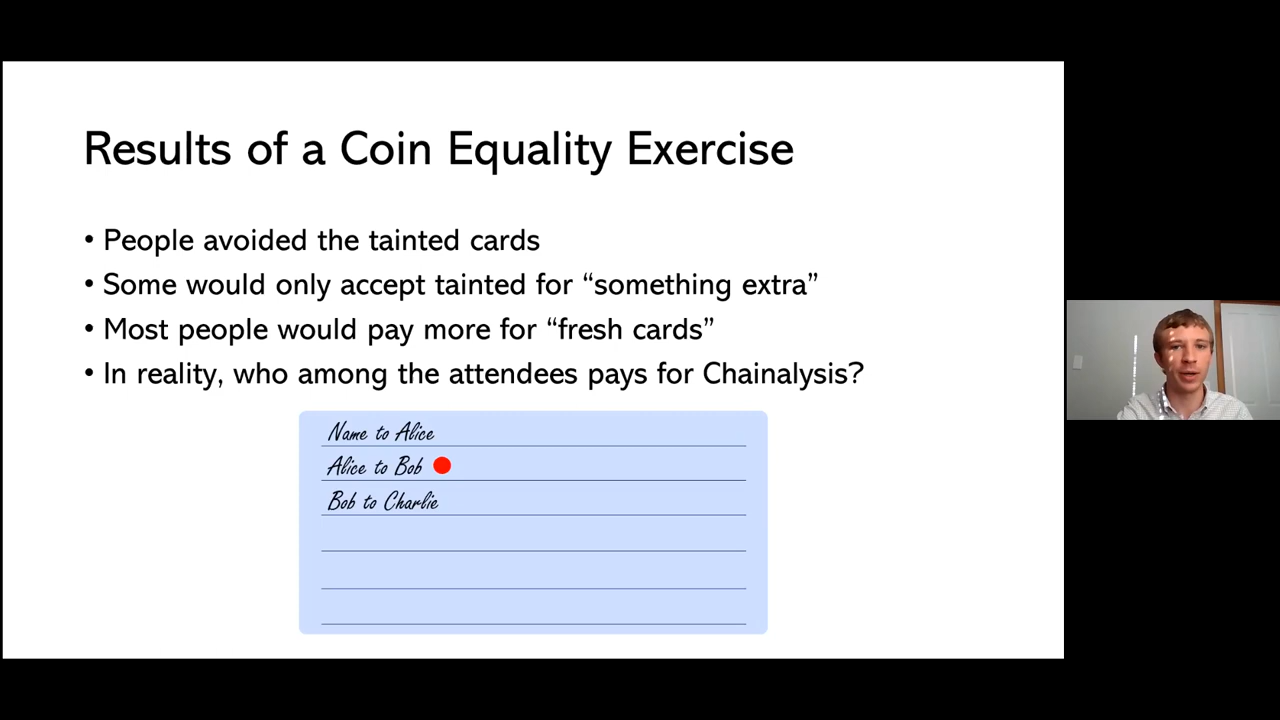 Results of a Coin Equality Exercise
• People avoided the tainted cards
• Some would only accept tainted for “something extra”
• Most people would pay more for “fresh cards”
• In reality, who among the attendees pays for Chainalysis?
Name to Alice
Alice to Bob
Bob to Charlie